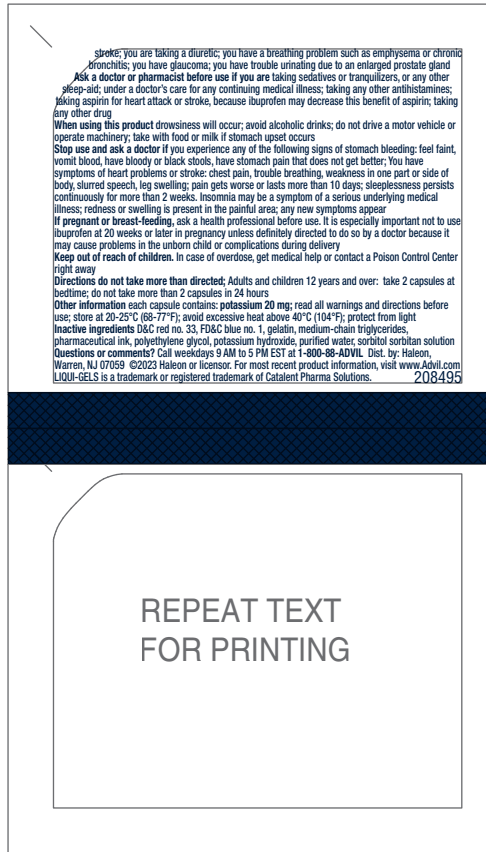 stroke; you are taking a diuretic; you have a breathing problem such as emphysema or chronic
bronchitis; you have glaucoma; you have trouble urinating due to an enlarged prostate gland
Ask a doctor or pharmacist before use if you are taking sedatives or tranquilizers, or any other
sleep-aid; under a doctor's care for any continuing medical illness; taking any other antihistamines;
taking aspirin for heart attack or stroke, because ibuprofen may decrease this benefit of aspirin; taking
any other drug
When using this product drowsiness will occur; avoid alcoholic drinks; do not drive a motor vehicle or
operate machinery; take with food or milk if stomach upset occurs
Stop use and ask a doctor if you experience any of the following signs of stomach bleeding: feel faint,
vomit blood, have bloody or black stools, have stomach pain that does not get better; You have
symptoms of heart problems or stroke: chest pain, trouble breathing, weakness in one part or side of
body, slurred speech, leg swelling; pain gets worse or lasts more than 10 days; sleeplessness persists
continuously for more than 2 weeks. Insomnia may be a symptom of a serious underlying medical
illness; redness or swelling is present in the painful area; any new symptoms appear
If pregnant or breast-feeding, ask a health professional before use. It is especially important not to use
ibuprofen at 20 weeks or later in pregnancy unless definitely directed to do so by a doctor because it
may cause problems in the unborn child or complications during delivery
Keep out of reach of children. In case of overdose, get medical help or contact a Poison Control Center
right away
Directions do not take more than directed; Adults and children 12 years and over: take 2 capsules at
bedtime; do not take more than 2 capsules in 24 hours
Other information each capsule contains: potassium 20 mg; read all warnings and directions before
use; store at 20-25°C (68-77°F); avoid excessive heat above 40°C (104°F); protect from light
Inactive ingredients D&C red no. 33, FD&C blue no. 1, gelatin, medium-chain triglycerides,
pharmaceutical ink, polyethylene glycol, potassium hydroxide, purified water, sorbitol sorbitan solution
Questions or comments? Call weekdays 9 AM to 5 PM EST at 1-800-88-ADVIL Dist. by: Haleon,
Warren, NJ 07059 ©2023 Haleon or licensor. For most recent product information, visit www.Advil.com
LIQUI-GELS is a trademark or registered trademark of Catalent Pharma Solutions. 208495
REPEAT TEXT
FOR PRINTING